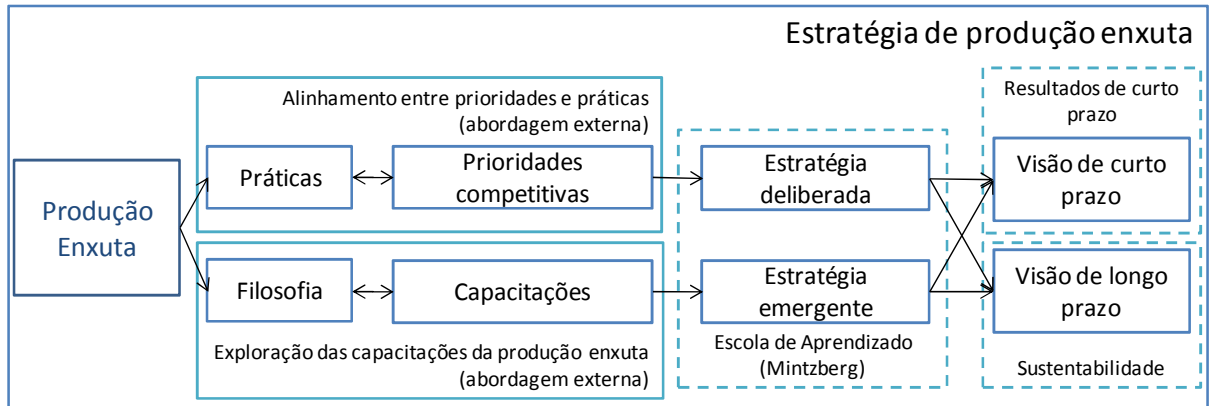 Estratégia de produção enxuta
Alinhamento entre prioridades e práticas
(abordagem externa)
Resultados de curto
prazo
Produção
Enxuta
Práticas
Prioridades
competitivas
Estratégia
deliberada
Visão de curto
prazo
Filosofia
Capacitações
Estratégia
emergente
Visão de longo
prazo
Exploração das capacitações da produção enxuta
(abordagem externa)
Escola de Aprendizado
(Mintzberg)
Sustentabilidade